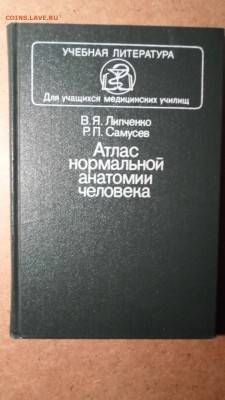 COINS.LAVE.RU
УЧЕБНАЯ ЛИТЕРАТУРА
Для учащихся медицинских училищ
В.Я. Липченко
Р.П. Самусев
Атлас
нормальной
анатомии
человека